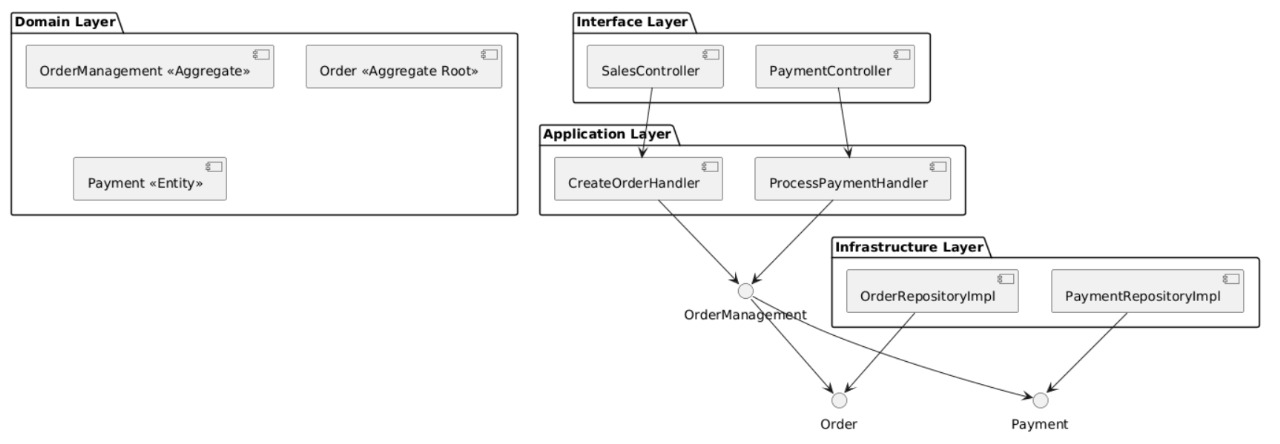 Domain Layer
OrderManagement «Aggregate»
Order «Aggregate Root»
Payment «Entity»
Interface Layer
SalesController
PaymentController
Application Layer
CreateOrderHandler
ProcessPaymentHandler
Infrastructure Layer
OrderRepositoryImpl
PaymentRepositoryImpl
OrderManagement
Order
Payment